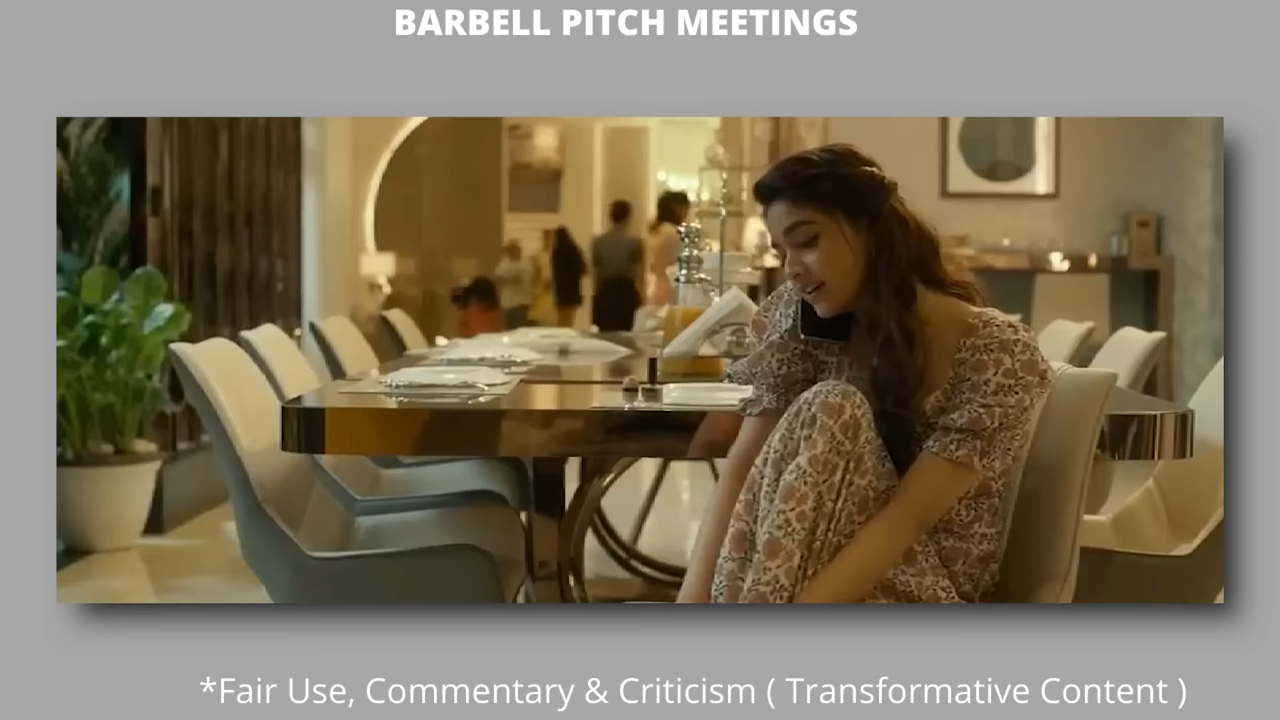 BARBELL PITCH MEETINGS
*Fair Use, Commentary & Criticism ( Transformative Content )